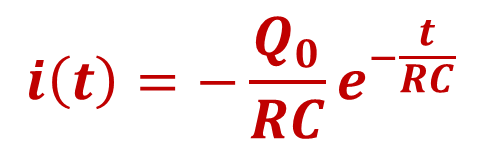 i(t) = − Q₀/RC e^(−t/RC)